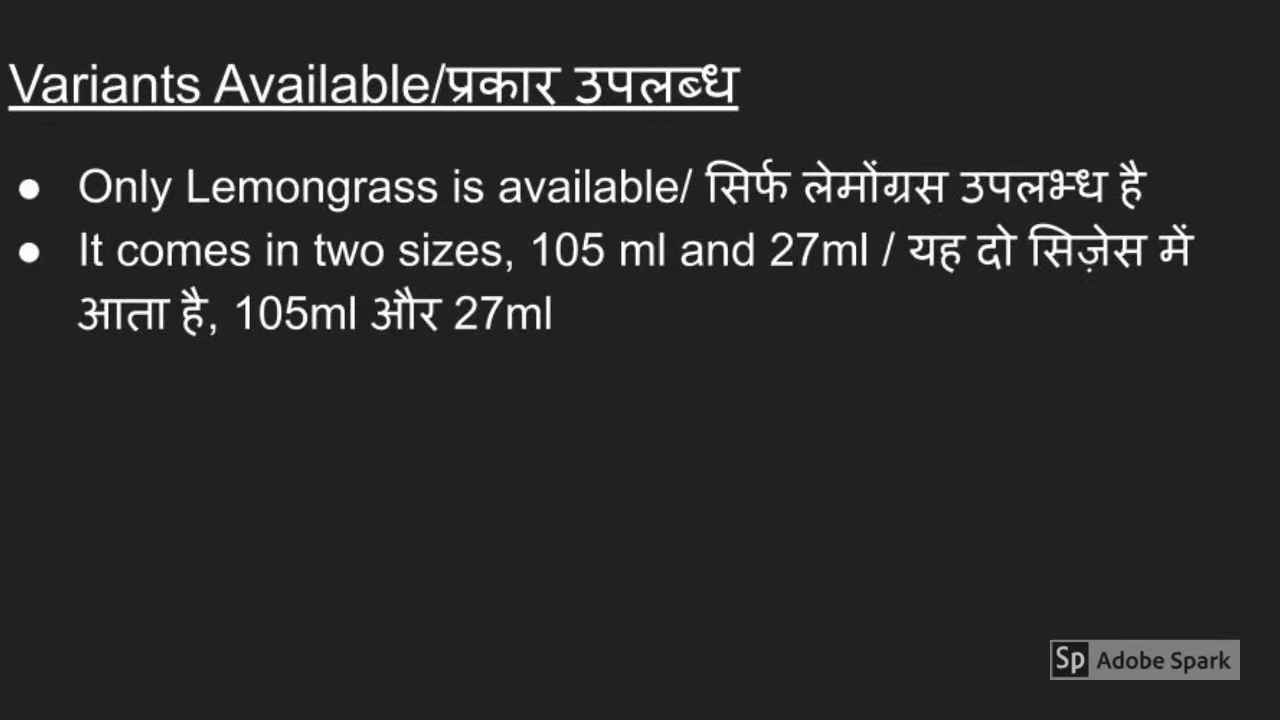 Variants Available/प्रकार उपलब्ध
● Only Lemongrass is available/ सिर्फ लेमोंग्रस उपलभ्ध है
● It comes in two sizes, 105 ml and 27ml / यह दो सिज़ेस में
आता है, 105ml और 27ml
Sp Adobe Spark